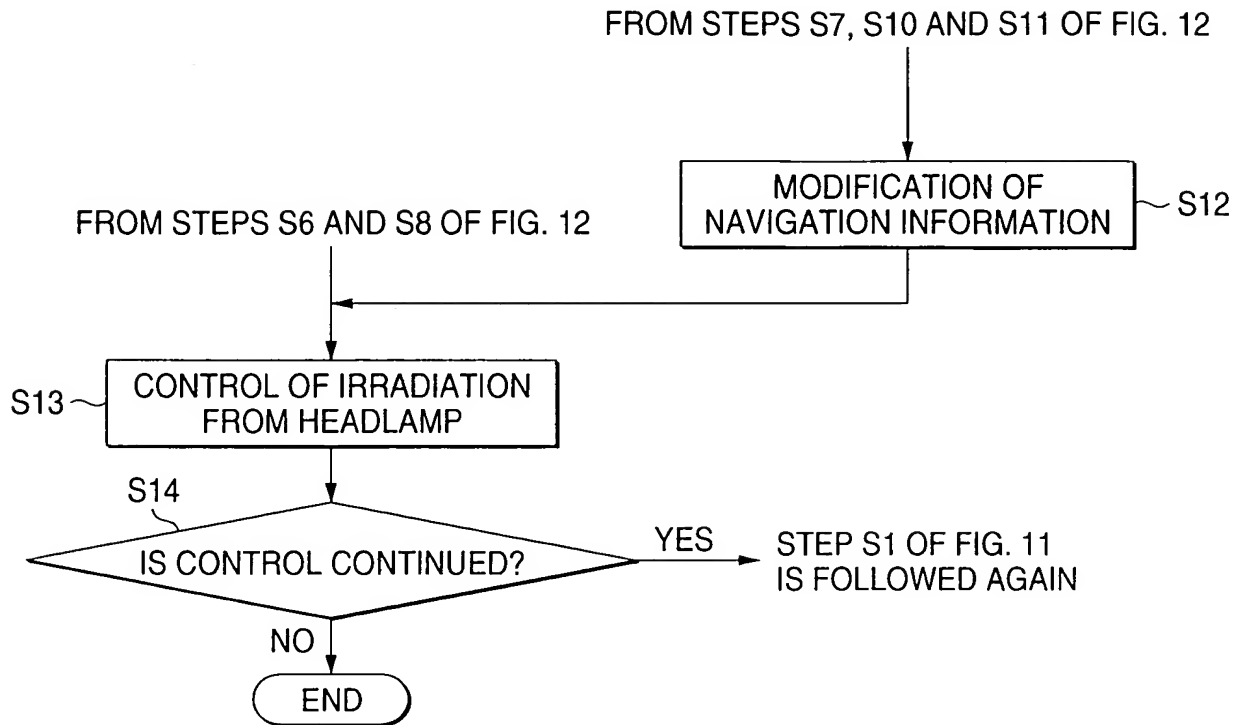 FROM STEPS S7, S10 AND S11 OF FIG. 12
MODIFICATION OF
NAVIGATION INFORMATION
S12
FROM STEPS S6 AND S8 OF FIG. 12
S13
CONTROL OF IRRADIATION
FROM HEADLAMP
S14
IS CONTROL CONTINUED?
YES
STEP S1 OF FIG. 11
IS FOLLOWED AGAIN
NO
END